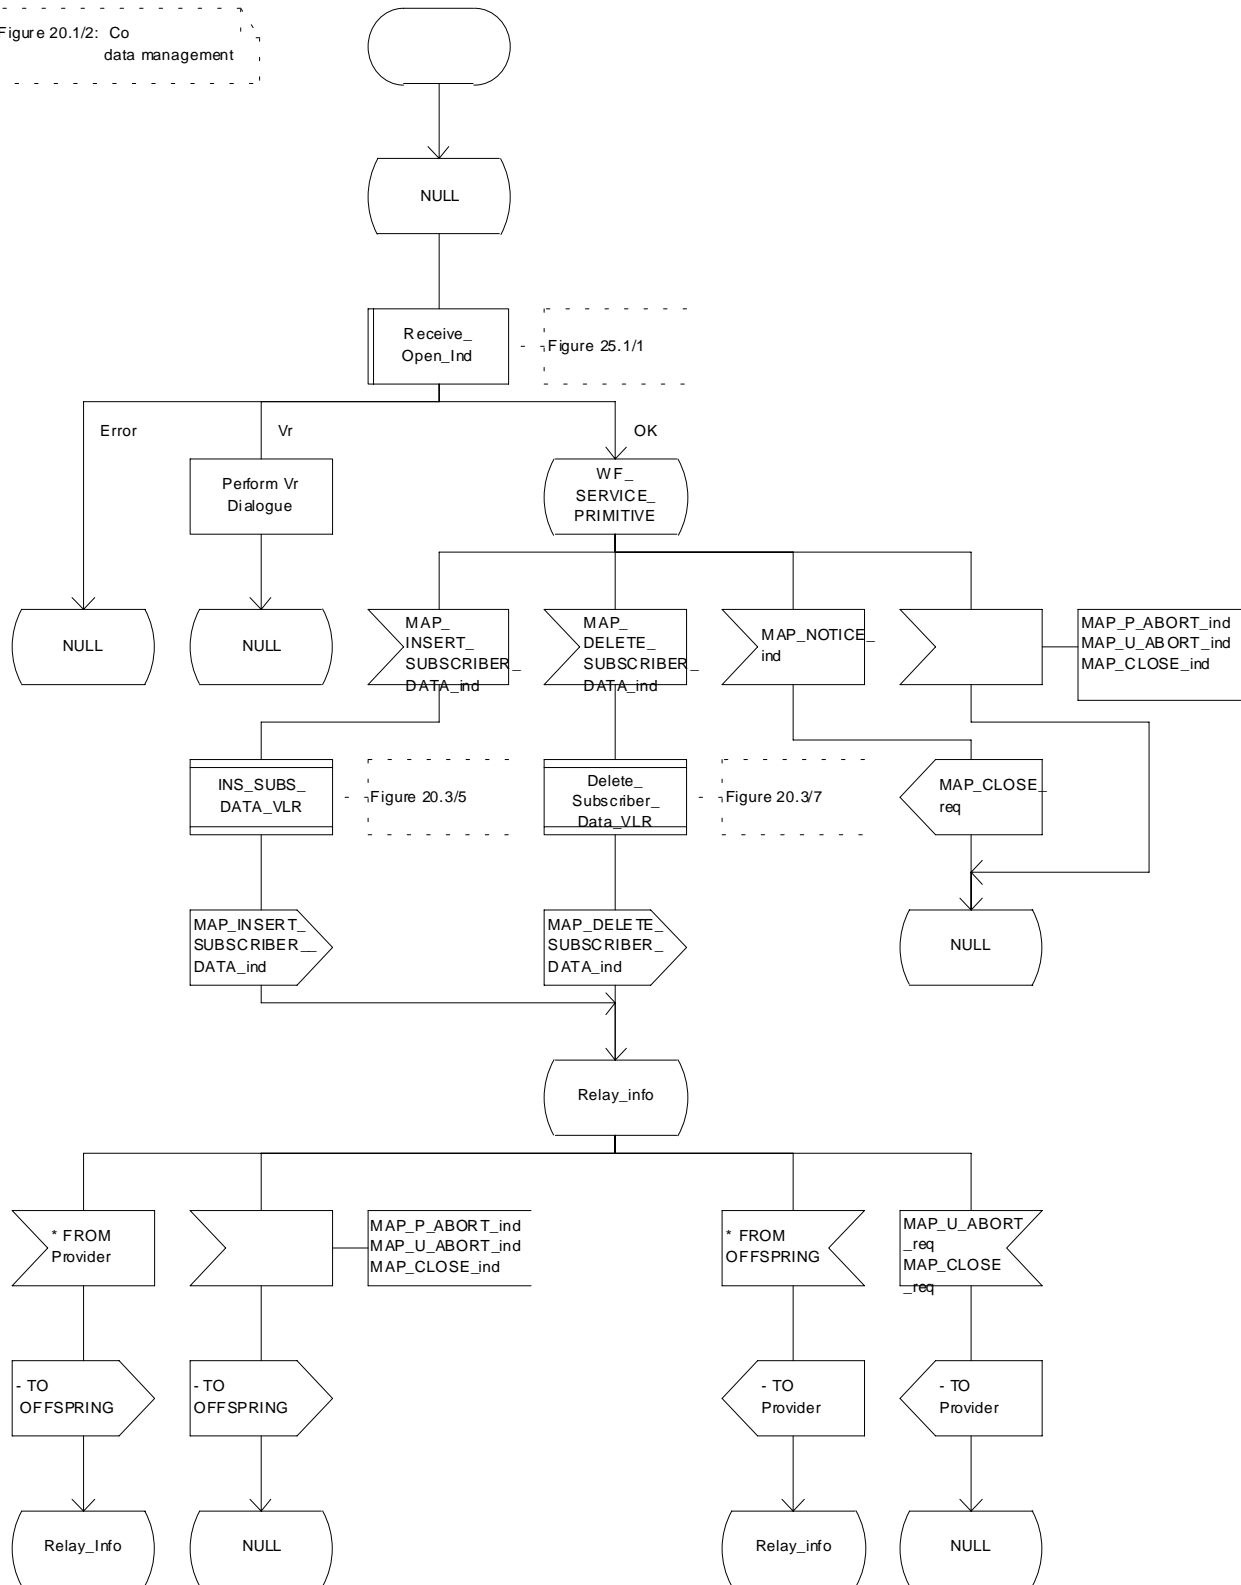 Figure 20.1/2: Co
data management
NULL
Receive_
Open_Ind
Figure 25.1/1
Error
Vr
OK
Perform Vr
Dialogue
WF_
SERVICE_
PRIMITIVE
NULL
NULL
MAP_
INSERT_
SUBSCRIBER_
DATA_ind
MAP_
DELETE_
SUBSCRIBER_
DATA_ind
MAP_NOTICE_
ind
MAP_P_ABORT_ind
MAP_U_ABORT_ind
MAP_CLOSE_ind
INS_SUBS_
DATA_VLR
Figure 20.3/5
Delete_
Subscriber_
Data_VLR
Figure 20.3/7
MAP_CLOSE_
req
MAP_INSERT_
SUBSCRIBER__
DATA_ind
MAP_DELETE_
SUBSCRIBER_
DATA_ind
NULL
Relay_info
* FROM
Provider
MAP_P_ABORT_ind
MAP_U_ABORT_ind
MAP_CLOSE_ind
* FROM
OFFSPRING
MAP_U_ABORT
_req
MAP_CLOSE
_req
- TO
OFFSPRING
- TO
OFFSPRING
- TO
Provider
- TO
Provider
Relay_Info
NULL
Relay_info
NULL